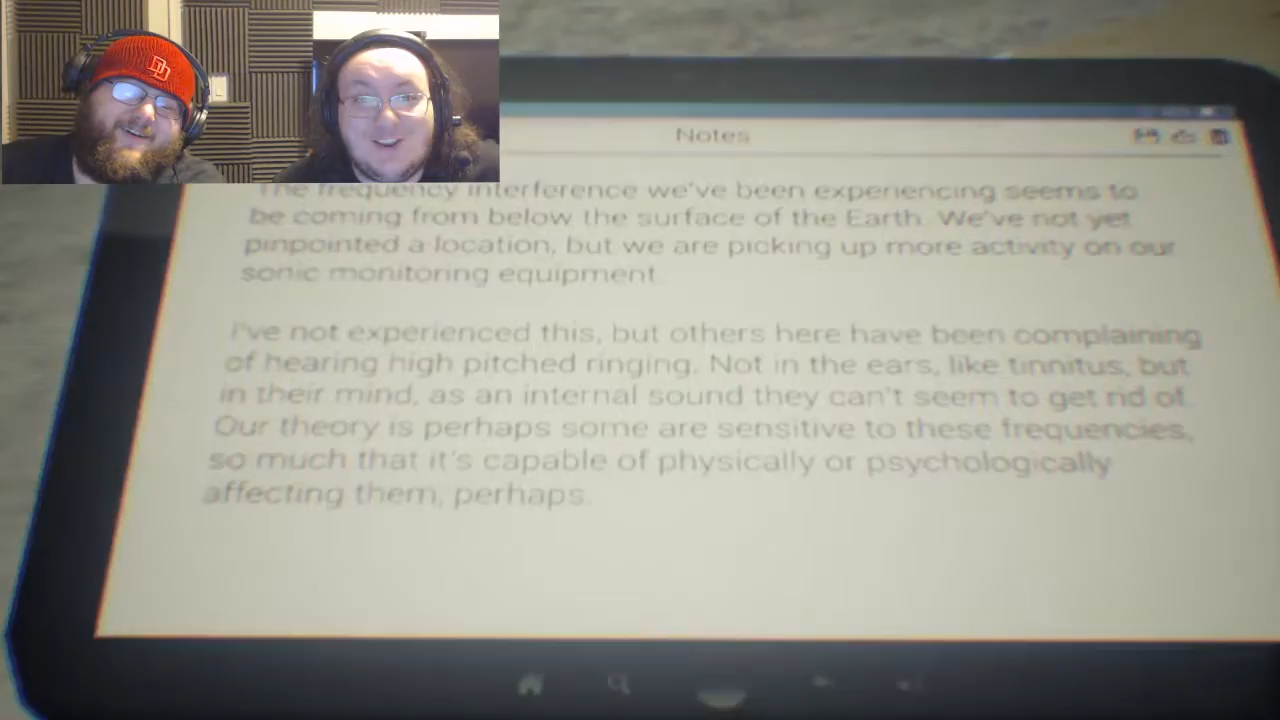 DD
Notes
The frequency interference we've been experiencing seems to
be coming from below the surface of the Earth. We've not yet
pinpointed a location, but we are picking up more activity on our
sonic monitoring equipment.
I've not experienced this, but others here have been complaining
of hearing high pitched ringing. Not in the ears, like tinnitus, but
in their mind, as an internal sound they can't seem to get rid of.
Our theory is perhaps some are sensitive to these frequencies,
so much that it's capable of physically or psychologically
affecting them, perhaps.